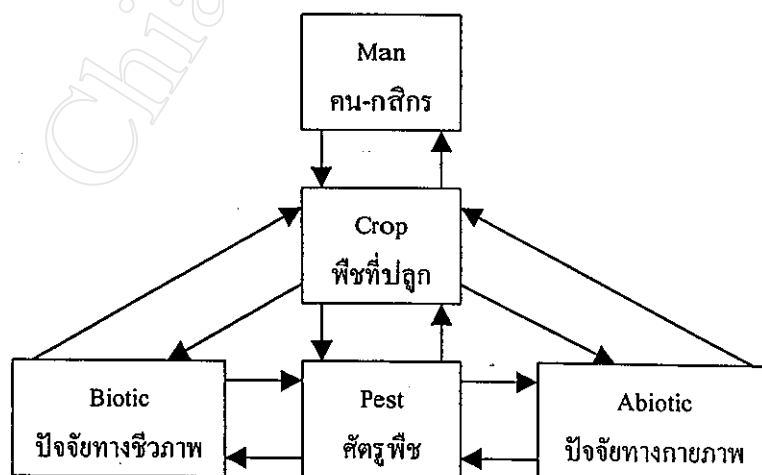 Chia
Man
คน-กสิกร
Crop
พืชที่ปลูก
Biotic
ปัจจัยทางชีวภาพ
Pest
ศัตรูพืช
Abiotic
ปัจจัยทางกายภาพ